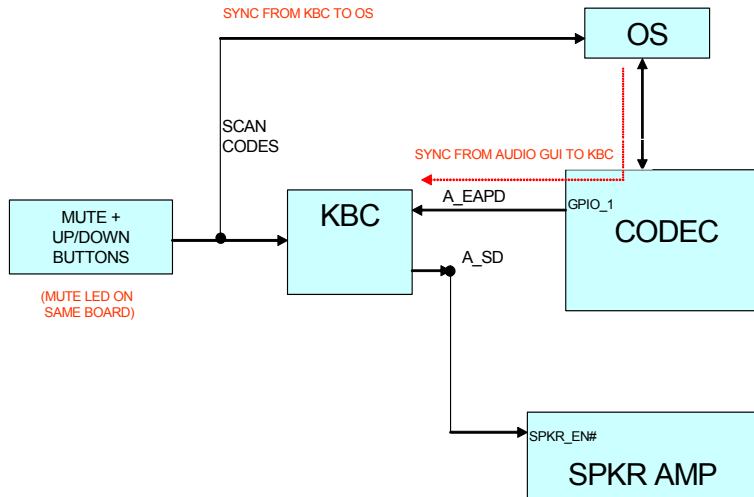 SYNC FROM KBC TO OS
OS
SCAN
CODES
SYNC FROM AUDIO GUI TO KBC
MUTE +
UP/DOWN
BUTTONS
(MUTE LED ON
SAME BOARD)
KBC
A_EAPD
GPIO_1
CODEC
A_SD
SPKR_EN#
SPKR AMP